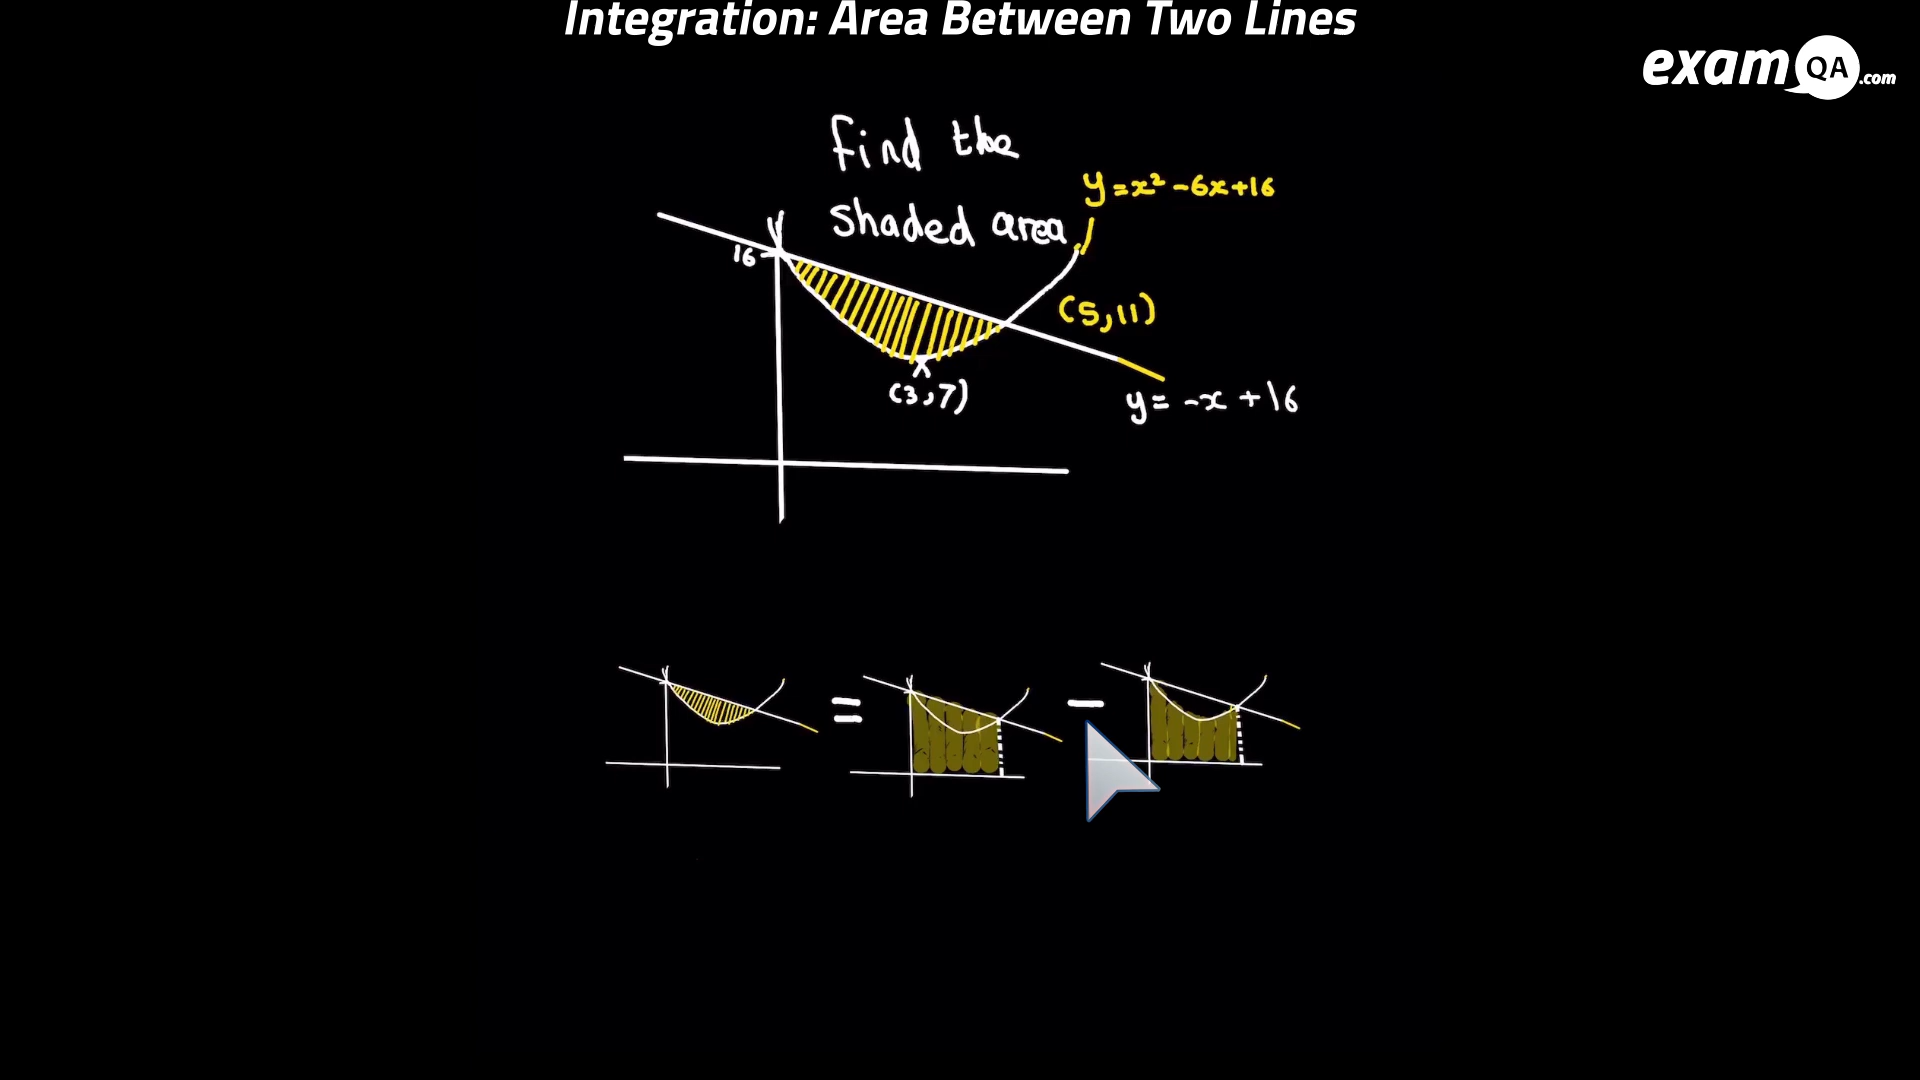 Integration: Area Between Two Lines
examQA.com
find the
shaded area
y=x²-6x+16
16
(5,11)
(3,7)
y= -x +16
= -